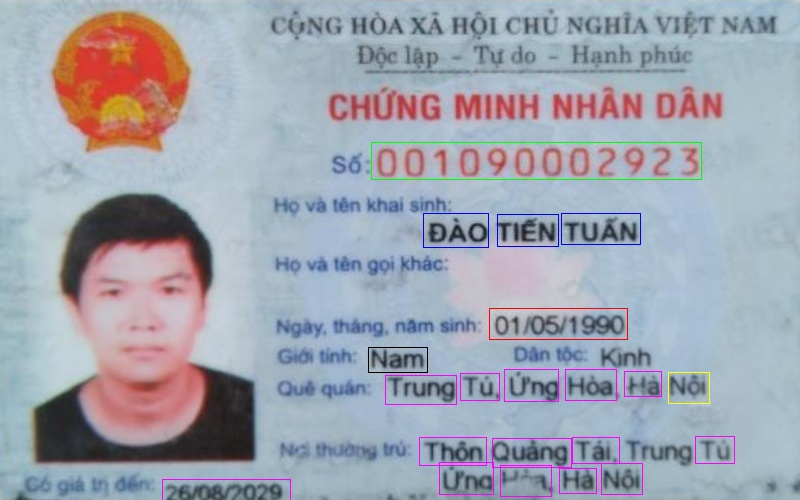 CỘNG HÒA XÃ HỘI CHỦ NGHĨA VIỆT NAM
Độc lập - Tự do - Hạnh phúc
CHỨNG MINH NHÂN DÂN
Số: 001090002923
Họ và tên khai sinh:
ĐÀO TIẾN TUẤN
Họ và tên gọi khác:
Ngày, tháng, năm sinh: 01/05/1990
Giới tính: Nam Dân tộc: Kinh
Quê quán: Trung Tú, Ứng Hòa, Hà Nội
Nơi thường trú: Thôn Quảng Tái, Trung Tú
Ứng Hòa, Hà Nội
Có giá trị đến: 26/08/2029